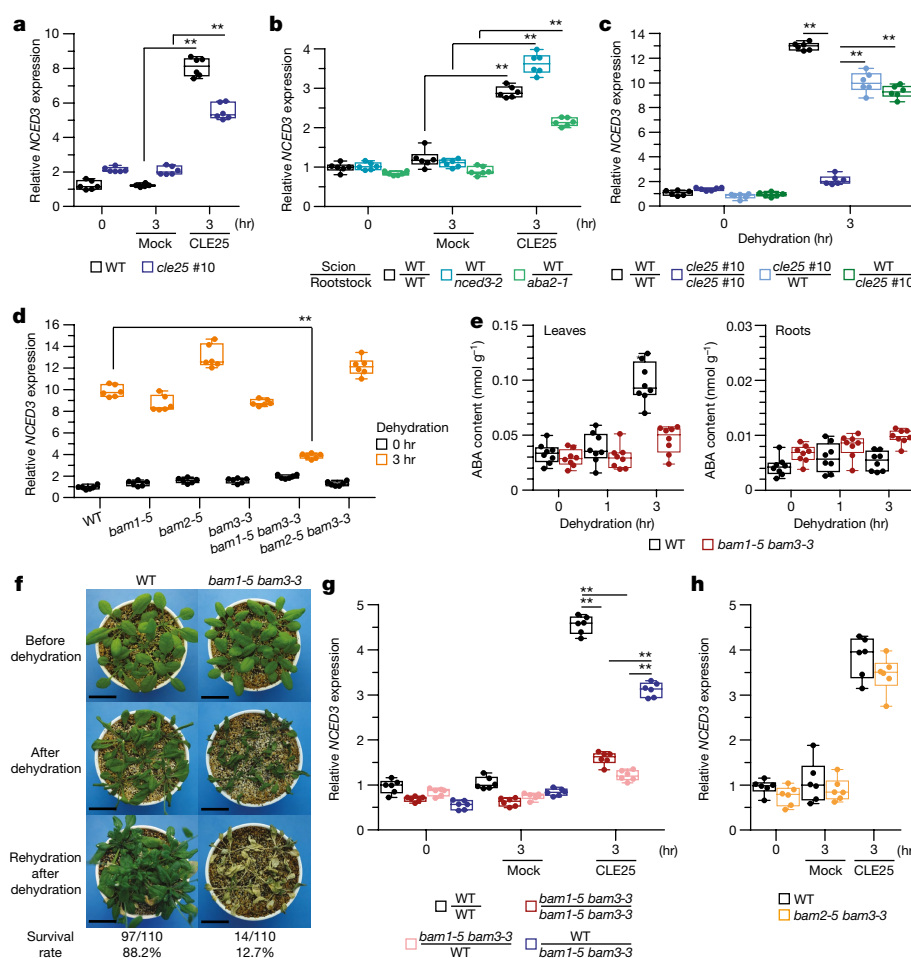 a
Relative NCED3 expression
10
8
6
4
2
0
**
**
0 3 3 (hr)
Mock CLE25
WT cle25 #10
b
Relative NCED3 expression
5
4
3
2
1
0
**
**
**
0 3 3 (hr)
Mock CLE25
Scion WT WT WT
Rootstock WT nced3-2 aba2-1
c
Relative NCED3 expression
14
12
10
8
6
4
2
0
**
**
**
0 3
Dehydration (hr)
WT cle25 #10 cle25 #10 WT
WT cle25 #10 WT cle25 #10
d
Relative NCED3 expression
16
14
12
10
8
6
4
2
0
**
Dehydration
0 hr
3 hr
WT
bam1-5
bam2-5
bam3-3
bam1-5 bam3-3
bam2-5 bam3-3
e
ABA content (nmol g−1)
0.15
0.10
0.05
0
Leaves
0 1 3
Dehydration (hr)
ABA content (nmol g−1)
0.03
0.02
0.01
0
Roots
0 1 3
Dehydration (hr)
WT bam1-5 bam3-3
f
WT bam1-5 bam3-3
Before
dehydration
After
dehydration
Rehydration
after
dehydration
Survival 97/110 14/110
rate 88.2% 12.7%
g
Relative NCED3 expression
5
4
3
2
1
0
**
**
**
**
0 3 3 (hr)
Mock CLE25
WT bam1-5 bam3-3
WT bam1-5 bam3-3
bam1-5 bam3-3 WT
WT bam1-5 bam3-3
h
Relative NCED3 expression
5
4
3
2
1
0
0 3 3 (hr)
Mock CLE25
WT
bam2-5 bam3-3